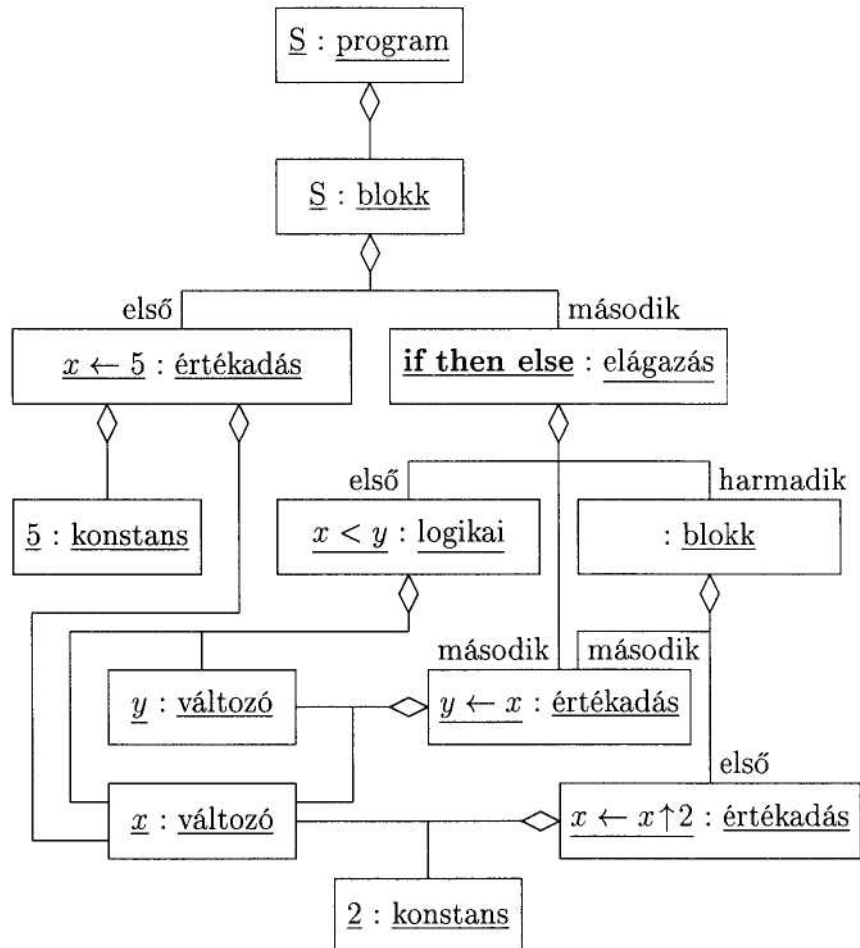 S : program
S : blokk
első
második
x ← 5 : értékadás
if then else : elágazás
első
harmadik
5 : konstans
x < y : logikai
: blokk
második
második
y : változó
y ← x : értékadás
első
x : változó
x ← x↑2 : értékadás
2 : konstans